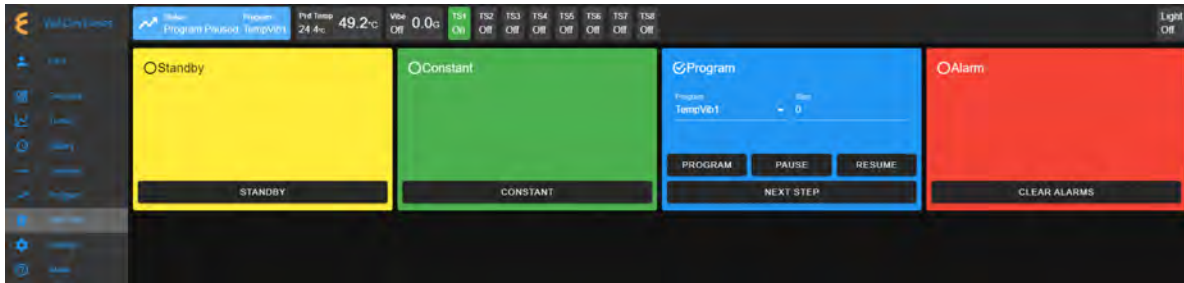 Status: Program:
Program Paused TempVib1
Prd Temp
24.4°C 49.2°C
Vibe
Off 0.0G
TS1 TS2 TS3 TS4 TS5 TS6 TS7 TS8
On Off Off Off Off Off Off Off
Light
Off
Standby
Constant
Program
Alarm
Program Step
TempVib1 0
PROGRAM PAUSE RESUME
STANDBY
CONSTANT
NEXT STEP
CLEAR ALARMS